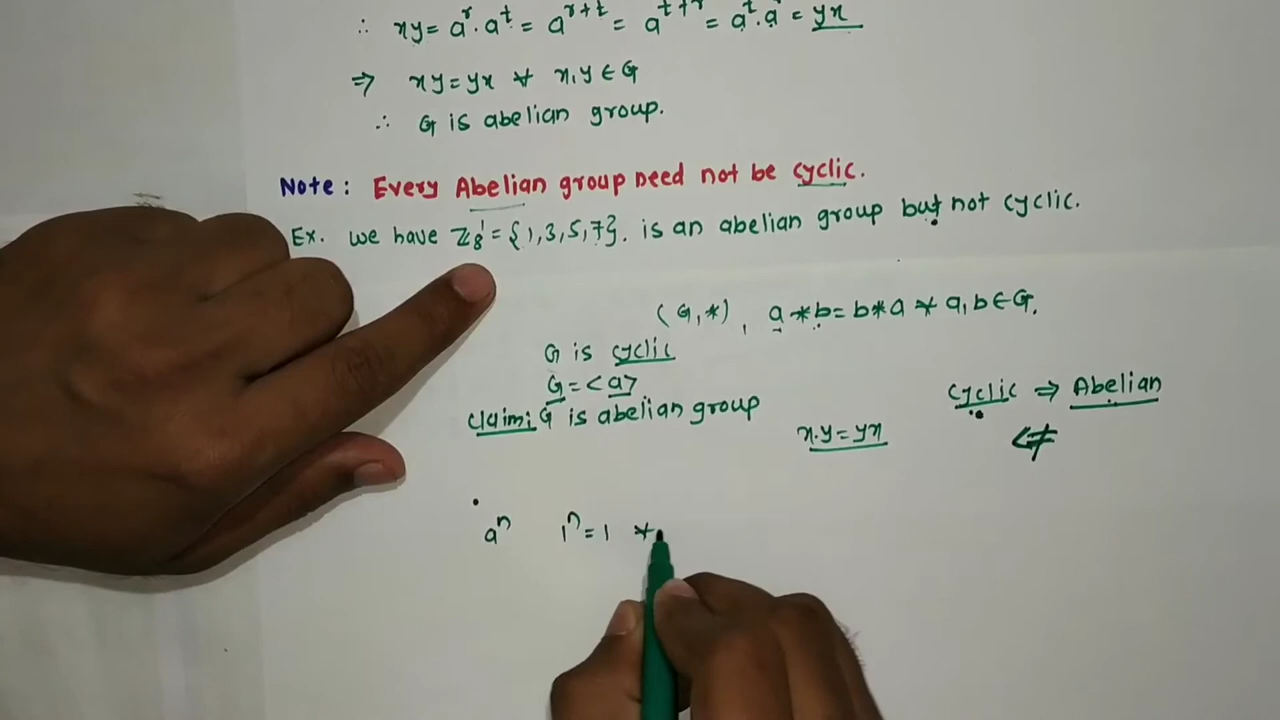 ∴ xy = a^r . a^t = a^{r+t} = a^{t+r} = a^t . a^r = yx
⇒ xy = yx ∀ x,y ∈ G
∴ G is abelian group.
Note: Every Abelian group need not be cyclic.
Ex. we have ℤ₈' = {1,3,5,7}. is an abelian group but not cyclic.
(G,*), a*b = b*a ∀ a,b ∈ G.
G is cyclic
G = <a>
Cyclic ⇒ Abelian
Claim: G is abelian group
x.y = yx
⇍
a^n 1^n = 1 ∀